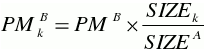 PM_k^B = PM^B × SIZE_k / SIZE^A